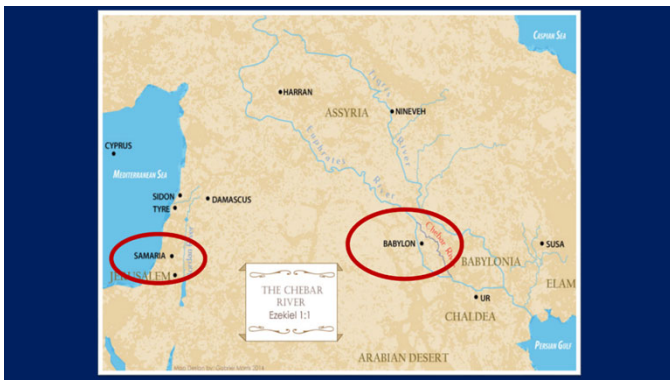 CASPIAN SEA
Tigris River
HARRAN
ASSYRIA
NINEVEH
CYPRUS
Euphrates River
MEDITERRANEAN SEA
SIDON
DAMASCUS
TYRE
Chebar River
BABYLON
SUSA
SAMARIA
BABYLONIA
JERUSALEM
ELAM
THE CHEBAR
RIVER
Ezekiel 1:1
UR
CHALDEA
PERSIAN GULF
ARABIAN DESERT